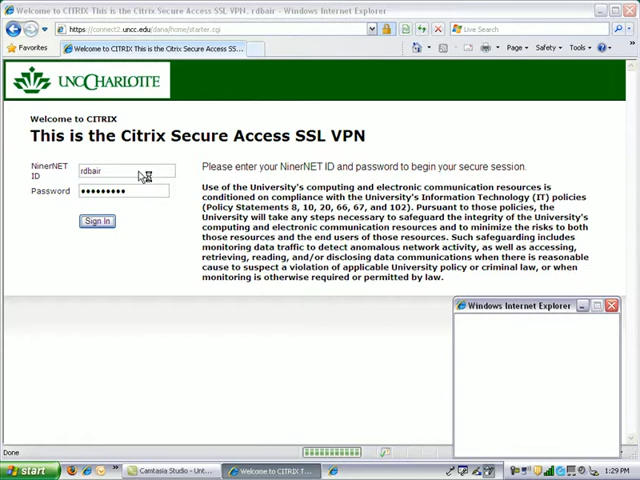 Welcome to CITRIX This is the Citrix Secure Access SSL VPN. rdbair - Windows Internet Explorer
https://connect2.uncc.edu/dana/home/starter.cgi
Live Search
Favorites
Welcome to CITRIX This is the Citrix Secure Access SSL V...
Page
Safety
Tools
UNC CHARLOTTE
Welcome to CITRIX
This is the Citrix Secure Access SSL VPN
NinerNET
ID
rdbair
Password
Sign In
Please enter your NinerNET ID and password to begin your secure session.
Use of the University's computing and electronic communication resources is
conditioned on compliance with the University's Information Technology (IT) policies
(Policy Statements 8, 10, 20, 66, 67, and 102). Pursuant to those policies, the
University will take any steps necessary to safeguard the integrity of the University's
computing and electronic communication resources and to minimize the risks to both
those resources and the end users of those resources. Such safeguarding includes
monitoring data traffic to detect anomalous network activity, as well as accessing,
retrieving, reading, and/or disclosing data communications when there is reasonable
cause to suspect a violation of applicable University policy or criminal law, or when
monitoring is otherwise required or permitted by law.
Windows Internet Explorer
Done
start
Camtasia Studio - Unt...
Welcome to CITRIX T...
1:29 PM